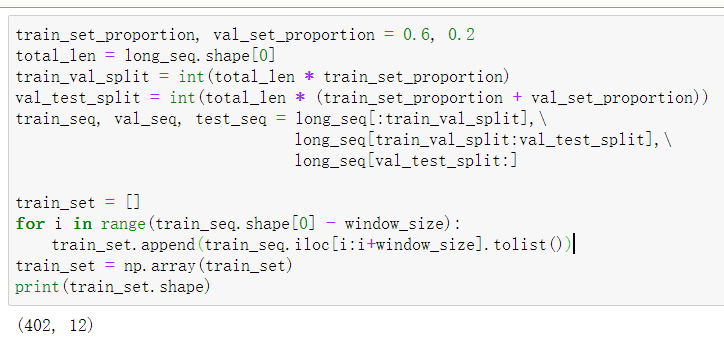 train_set_proportion, val_set_proportion = 0.6, 0.2
total_len = long_seq.shape[0]
train_val_split = int(total_len * train_set_proportion)
val_test_split = int(total_len * (train_set_proportion + val_set_proportion))
train_seq, val_seq, test_seq = long_seq[:train_val_split],\
                               long_seq[train_val_split:val_test_split],\
                               long_seq[val_test_split:]

train_set = []
for i in range(train_seq.shape[0] - window_size):
    train_set.append(train_seq.iloc[i:i+window_size].tolist())
train_set = np.array(train_set)
print(train_set.shape)
(402, 12)